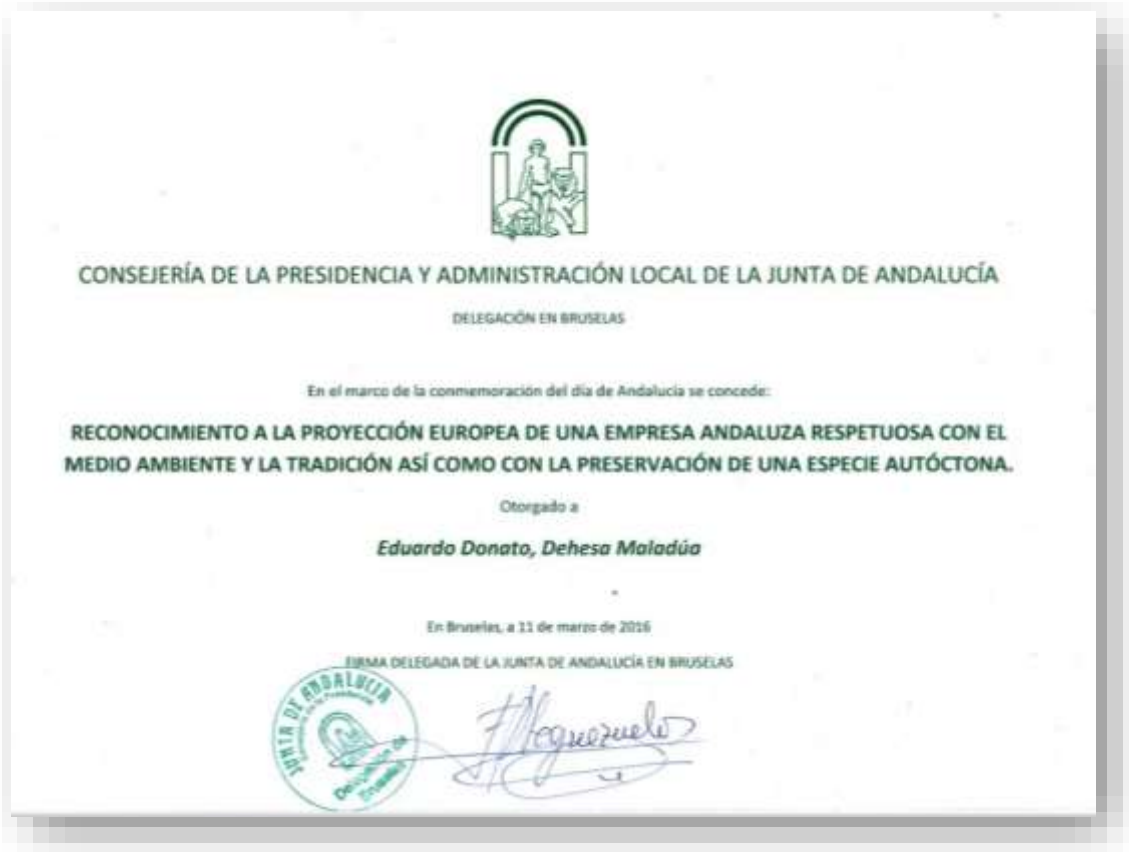 CONSEJERÍA DE LA PRESIDENCIA Y ADMINISTRACIÓN LOCAL DE LA JUNTA DE ANDALUCÍA
DELEGACIÓN EN BRUSELAS
En el marco de la conmemoración del día de Andalucía se concede:
RECONOCIMIENTO A LA PROYECCIÓN EUROPEA DE UNA EMPRESA ANDALUZA RESPETUOSA CON EL
MEDIO AMBIENTE Y LA TRADICIÓN ASÍ COMO CON LA PRESERVACIÓN DE UNA ESPECIE AUTÓCTONA.
Otorgado a
Eduardo Donato, Dehesa Maladúa
En Bruselas, a 11 de marzo de 2016
FIRMA DELEGADA DE LA JUNTA DE ANDALUCÍA EN BRUSELAS
JUNTA DE ANDALUCIA
Delegación de
Bruselas